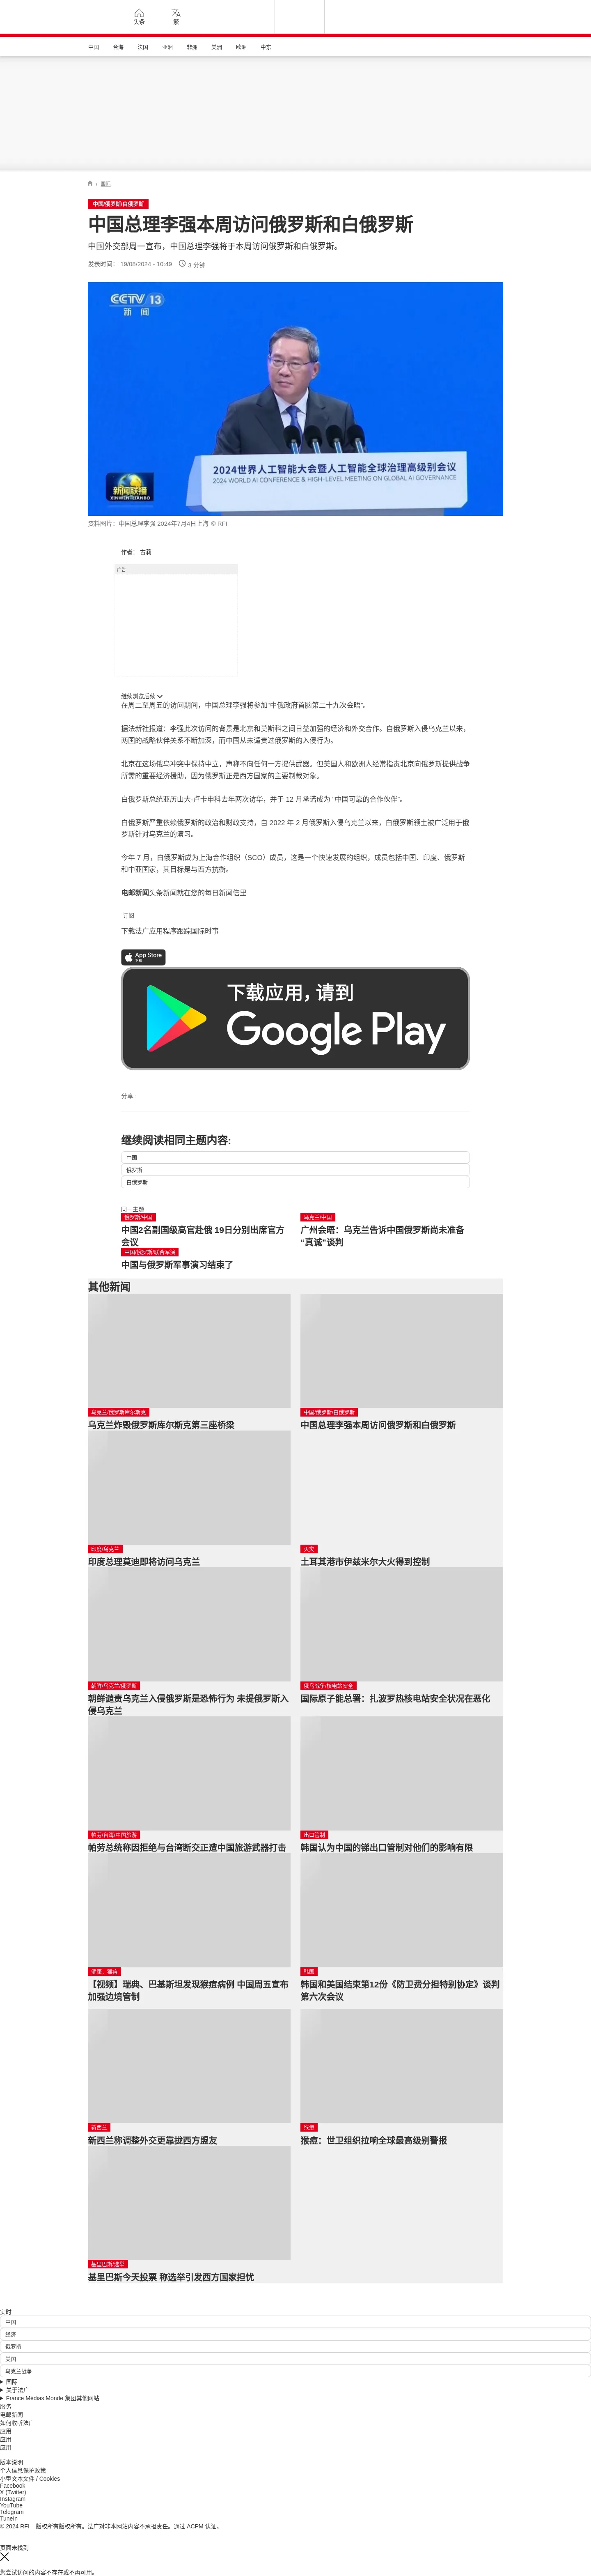 头条
繁
中国
台海
法国
亚洲
非洲
美洲
欧洲
中东
/ 国际
中国/俄罗斯/白俄罗斯
中国总理李强本周访问俄罗斯和白俄罗斯
中国外交部周一宣布，中国总理李强将于本周访问俄罗斯和白俄罗斯。
发表时间： 19/08/2024 - 10:49
3 分钟
CCTV 13
新 闻
2024世界人工智能大会暨人工智能全球治理高级别会议
2024 WORLD AI CONFERENCE & HIGH-LEVEL MEETING ON GLOBAL AI GOVERNANCE
新闻联播
XINWENLIANBO
资料图片：中国总理李强 2024年7月4日上海 © RFI
作者： 古莉
广告
继续浏览后续
在周二至周五的访问期间，中国总理李强将参加“中俄政府首脑第二十九次会晤”。
据法新社报道：李强此次访问的背景是北京和莫斯科之间日益加强的经济和外交合作。自俄罗斯入侵乌克兰以来，
两国的战略伙伴关系不断加深，而中国从未谴责过俄罗斯的入侵行为。
北京在这场俄乌冲突中保持中立，声称不向任何一方提供武器。但美国人和欧洲人经常指责北京向俄罗斯提供战争
所需的重要经济援助，因为俄罗斯正是西方国家的主要制裁对象。
白俄罗斯总统亚历山大-卢卡申科去年两次访华，并于 12 月承诺成为 “中国可靠的合作伙伴”。
白俄罗斯严重依赖俄罗斯的政治和财政支持，自 2022 年 2 月俄罗斯入侵乌克兰以来，白俄罗斯领土被广泛用于俄
罗斯针对乌克兰的演习。
今年 7 月，白俄罗斯成为上海合作组织（SCO）成员，这是一个快速发展的组织，成员包括中国、印度、俄罗斯
和中亚国家，其目标是与西方抗衡。
电邮新闻头条新闻就在您的每日新闻信里
订阅
下载法广应用程序跟踪国际时事
App Store
下载
下载应用，请到
Google Play
分享 :
继续阅读相同主题内容:
中国
俄罗斯
白俄罗斯
同一主题
俄罗斯/中国
中国2名副国级高官赴俄 19日分别出席官方
会议
乌克兰/中国
广州会晤：乌克兰告诉中国俄罗斯尚未准备
“真诚”谈判
中国/俄罗斯/联合军演
中国与俄罗斯军事演习结束了
其他新闻
乌克兰/俄罗斯库尔斯克
乌克兰炸毁俄罗斯库尔斯克第三座桥梁
中国/俄罗斯/白俄罗斯
中国总理李强本周访问俄罗斯和白俄罗斯
印度/乌克兰
印度总理莫迪即将访问乌克兰
火灾
土耳其港市伊兹米尔大火得到控制
朝鲜/乌克兰/俄罗斯
朝鲜谴责乌克兰入侵俄罗斯是恐怖行为 未提俄罗斯入
侵乌克兰
俄乌战争/核电站安全
国际原子能总署：扎波罗热核电站安全状况在恶化
帕劳/台湾/中国旅游
帕劳总统称因拒绝与台湾断交正遭中国旅游武器打击
出口管制
韩国认为中国的锑出口管制对他们的影响有限
健康、猴痘
【视频】瑞典、巴基斯坦发现猴痘病例 中国周五宣布
加强边境管制
韩国
韩国和美国结束第12份《防卫费分担特别协定》谈判
第六次会议
新西兰
新西兰称调整外交更靠拢西方盟友
猴痘
猴痘：世卫组织拉响全球最高级别警报
基里巴斯/选举
基里巴斯今天投票 称选举引发西方国家担忧
实时
中国
经济
俄罗斯
美国
乌克兰战争
国际
关于法广
France Médias Monde 集团其他网站
服务
电邮新闻
如何收听法广
应用
应用
应用
版本说明
个人信息保护政策
小型文本文件 / Cookies
Facebook
X (Twitter)
Instagram
YouTube
Telegram
TuneIn
© 2024 RFI – 版权所有版权所有。法广对非本网站内容不承担责任。通过 ACPM 认证。
页面未找到
您尝试访问的内容不存在或不再可用。